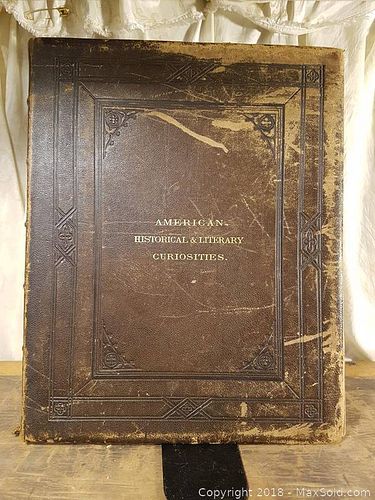 AMERICAN
HISTORICAL & LITERARY
CURIOSITIES.
Copyright © 2018 - MaxSold.com